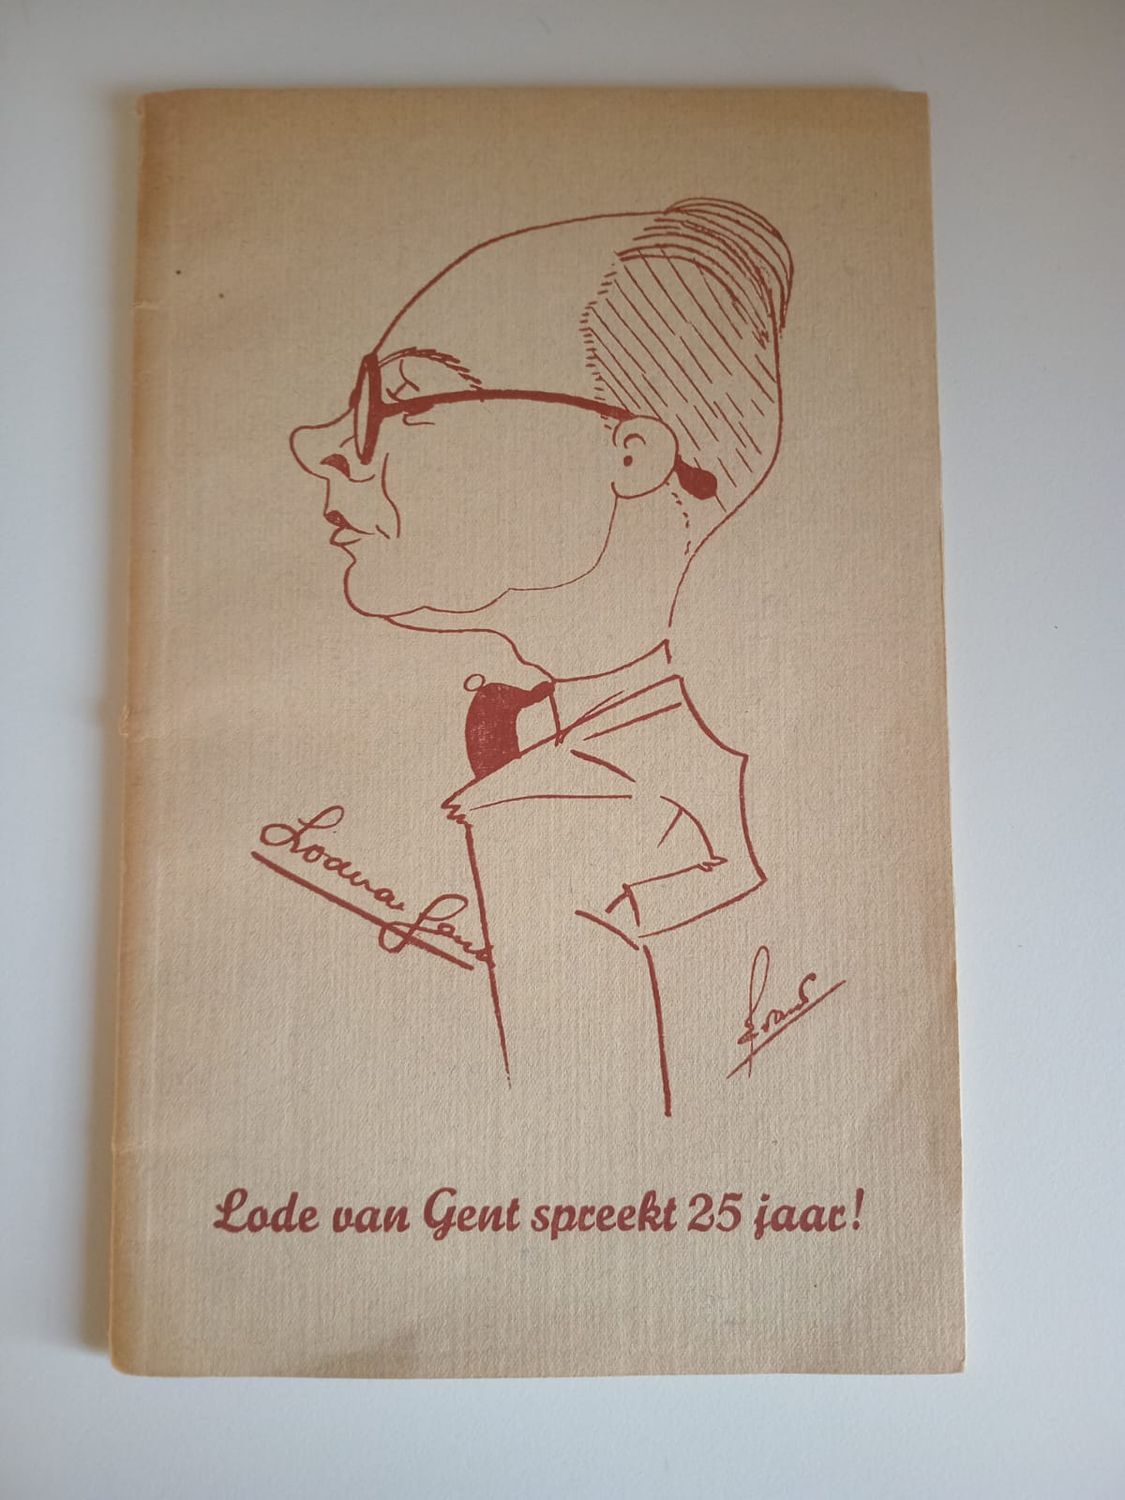 Lode van Gent spreekt 25 jaar!